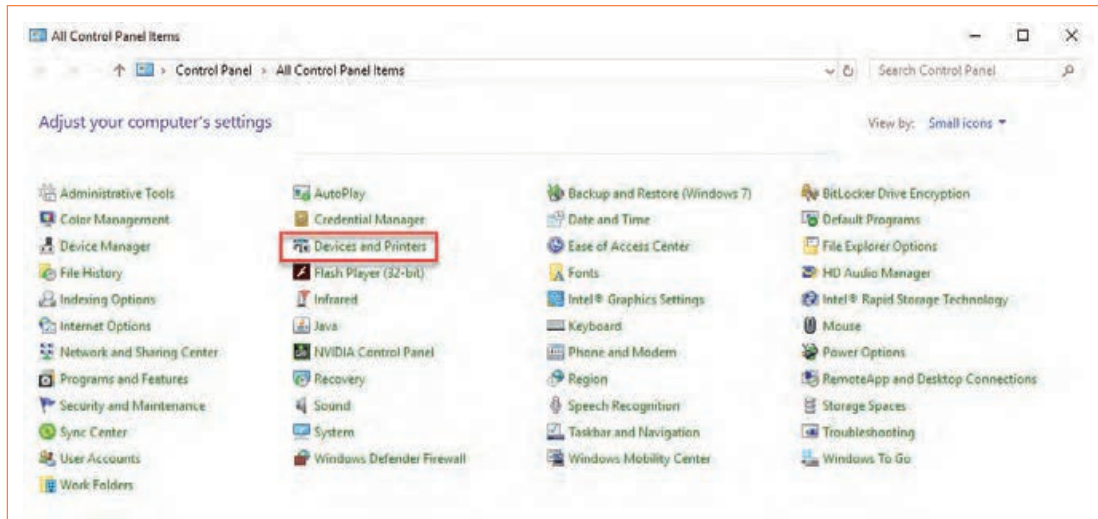 All Control Panel Items
Control Panel > All Control Panel Items
Search Control Panel
Adjust your computer's settings
View by: Small icons
Administrative Tools AutoPlay Backup and Restore (Windows 7) BitLocker Drive Encryption
Color Management Credential Manager Date and Time Default Programs
Device Manager Devices and Printers Ease of Access Center File Explorer Options
File History Flash Player (32-bit) Fonts HD Audio Manager
Indexing Options Infrared Intel® Graphics Settings Intel® Rapid Storage Technology
Internet Options Java Keyboard Mouse
Network and Sharing Center NVIDIA Control Panel Phone and Modem Power Options
Programs and Features Recovery Region RemoteApp and Desktop Connections
Security and Maintenance Sound Speech Recognition Storage Spaces
Sync Center System Taskbar and Navigation Troubleshooting
User Accounts Windows Defender Firewall Windows Mobility Center Windows To Go
Work Folders